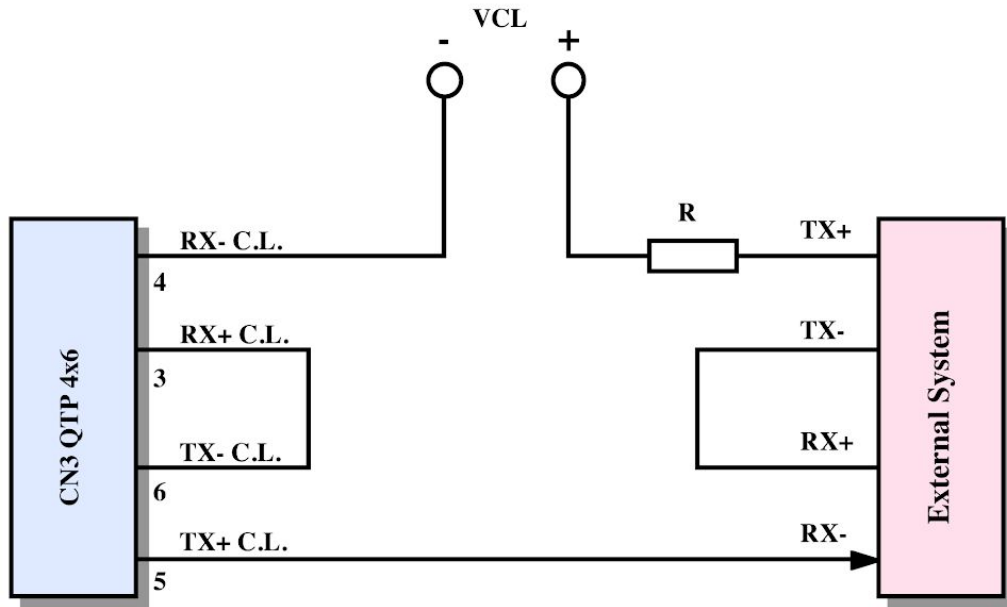 VCL
- +
R
RX- C.L.
TX+
4
RX+ C.L.
TX-
3
TX- C.L.
RX+
6
TX+ C.L.
RX-
5
CN3 QTP 4x6
External System